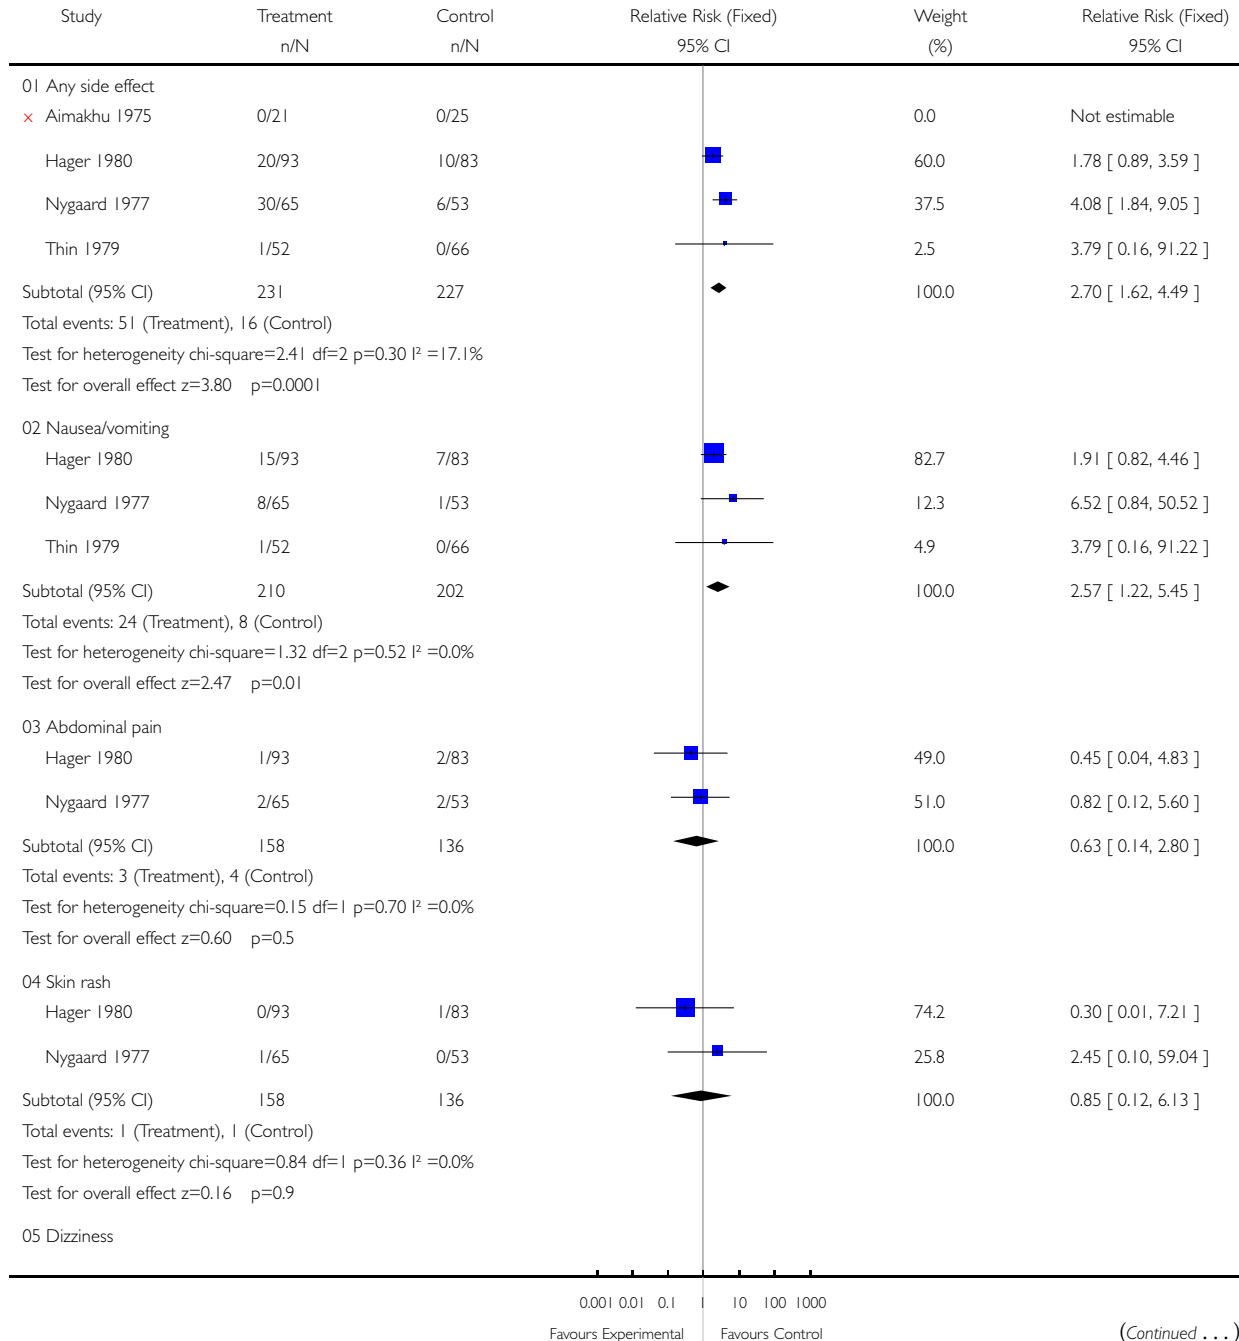 Study Treatment Control Relative Risk (Fixed) Weight Relative Risk (Fixed)
n/N n/N 95% CI (%) 95% CI
01 Any side effect
× Aimakhu 1975 0/21 0/25 0.0 Not estimable
Hager 1980 20/93 10/83 60.0 1.78 [ 0.89, 3.59 ]
Nygaard 1977 30/65 6/53 37.5 4.08 [ 1.84, 9.05 ]
Thin 1979 1/52 0/66 2.5 3.79 [ 0.16, 91.22 ]
Subtotal (95% CI) 231 227 100.0 2.70 [ 1.62, 4.49 ]
Total events: 51 (Treatment), 16 (Control)
Test for heterogeneity chi-square=2.41 df=2 p=0.30 I² =17.1%
Test for overall effect z=3.80 p=0.0001
02 Nausea/vomiting
Hager 1980 15/93 7/83 82.7 1.91 [ 0.82, 4.46 ]
Nygaard 1977 8/65 1/53 12.3 6.52 [ 0.84, 50.52 ]
Thin 1979 1/52 0/66 4.9 3.79 [ 0.16, 91.22 ]
Subtotal (95% CI) 210 202 100.0 2.57 [ 1.22, 5.45 ]
Total events: 24 (Treatment), 8 (Control)
Test for heterogeneity chi-square=1.32 df=2 p=0.52 I² =0.0%
Test for overall effect z=2.47 p=0.01
03 Abdominal pain
Hager 1980 1/93 2/83 49.0 0.45 [ 0.04, 4.83 ]
Nygaard 1977 2/65 2/53 51.0 0.82 [ 0.12, 5.60 ]
Subtotal (95% CI) 158 136 100.0 0.63 [ 0.14, 2.80 ]
Total events: 3 (Treatment), 4 (Control)
Test for heterogeneity chi-square=0.15 df=1 p=0.70 I² =0.0%
Test for overall effect z=0.60 p=0.5
04 Skin rash
Hager 1980 0/93 1/83 74.2 0.30 [ 0.01, 7.21 ]
Nygaard 1977 1/65 0/53 25.8 2.45 [ 0.10, 59.04 ]
Subtotal (95% CI) 158 136 100.0 0.85 [ 0.12, 6.13 ]
Total events: 1 (Treatment), 1 (Control)
Test for heterogeneity chi-square=0.84 df=1 p=0.36 I² =0.0%
Test for overall effect z=0.16 p=0.9
05 Dizziness
0.001 0.01 0.1 1 10 100 1000
Favours Experimental Favours Control (Continued . . . )